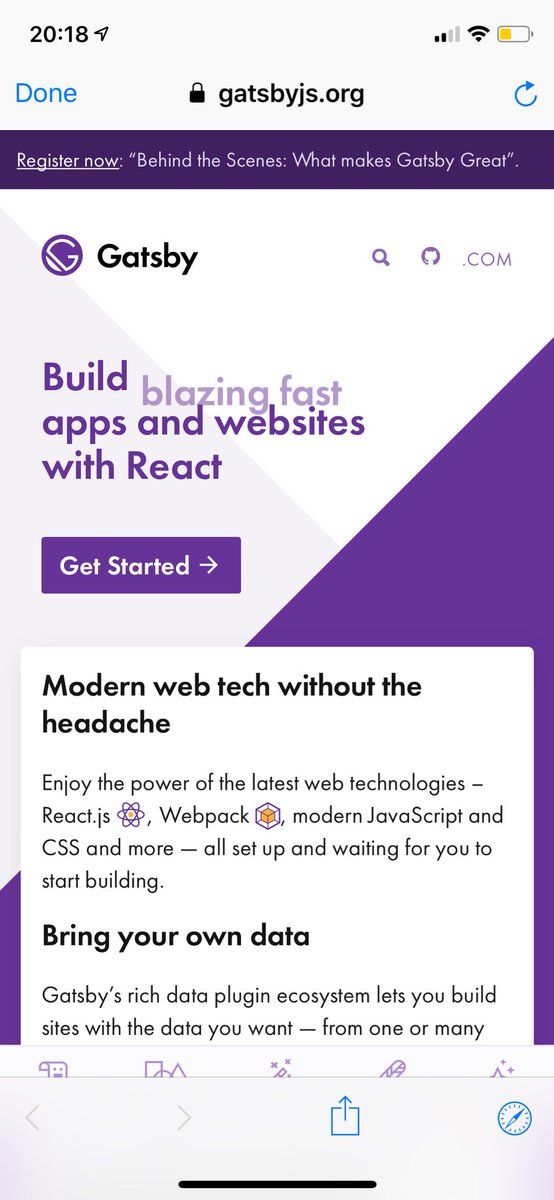 20:18
Done gatsbyjs.org
Register now: “Behind the Scenes: What makes Gatsby Great”.
Gatsby .COM
Build blazing fast
apps and websites
with React
Get Started →
Modern web tech without the
headache
Enjoy the power of the latest web technologies –
React.js , Webpack , modern JavaScript and
CSS and more — all set up and waiting for you to
start building.
Bring your own data
Gatsby’s rich data plugin ecosystem lets you build
sites with the data you want — from one or many